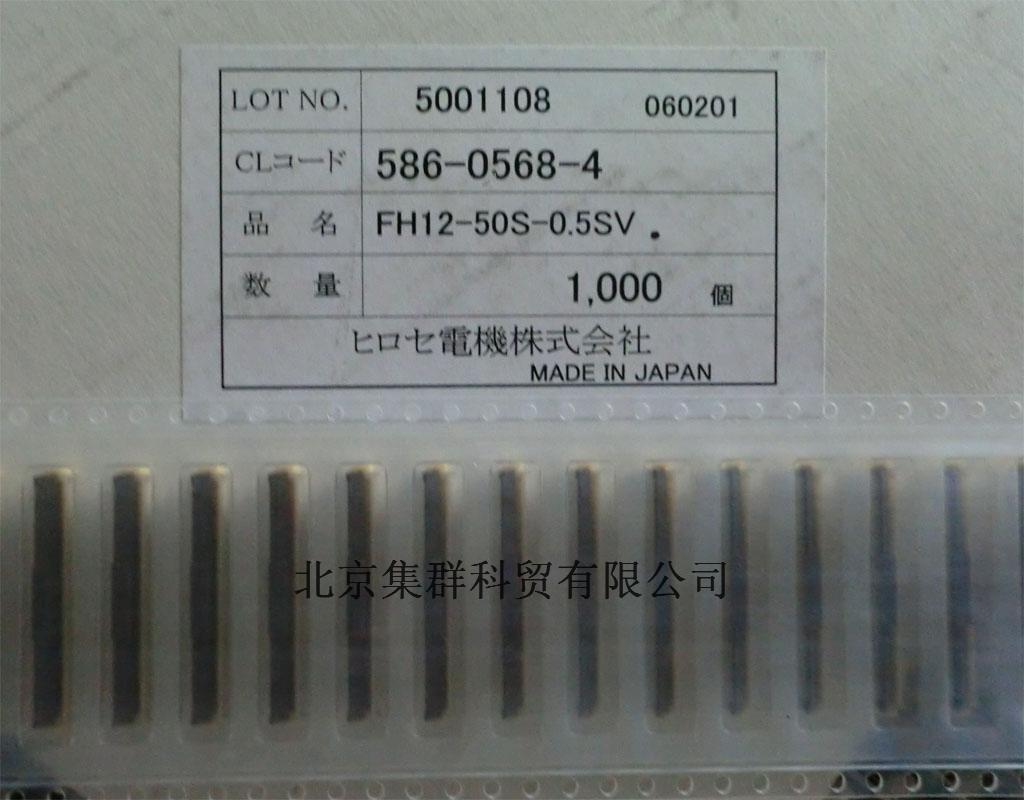 LOT NO. 5001108 060201
CLコード 586-0568-4
品 名 FH12-50S-0.5SV .
数 量 1,000 個
ヒロセ電機株式会社
MADE IN JAPAN
北京集群科贸有限公司